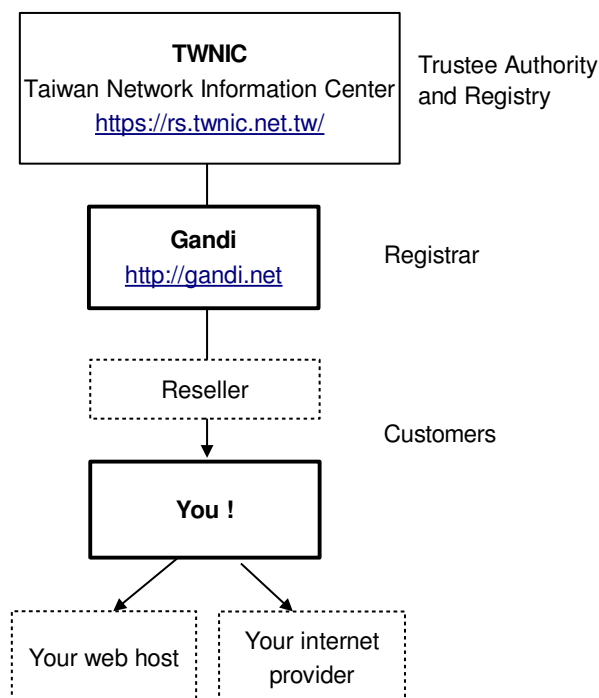 TWNIC
Taiwan Network Information Center
https://rs.twnic.net.tw/
Trustee Authority
and Registry
Gandi
http://gandi.net
Registrar
Reseller
Customers
You !
Your web host
Your internet
provider